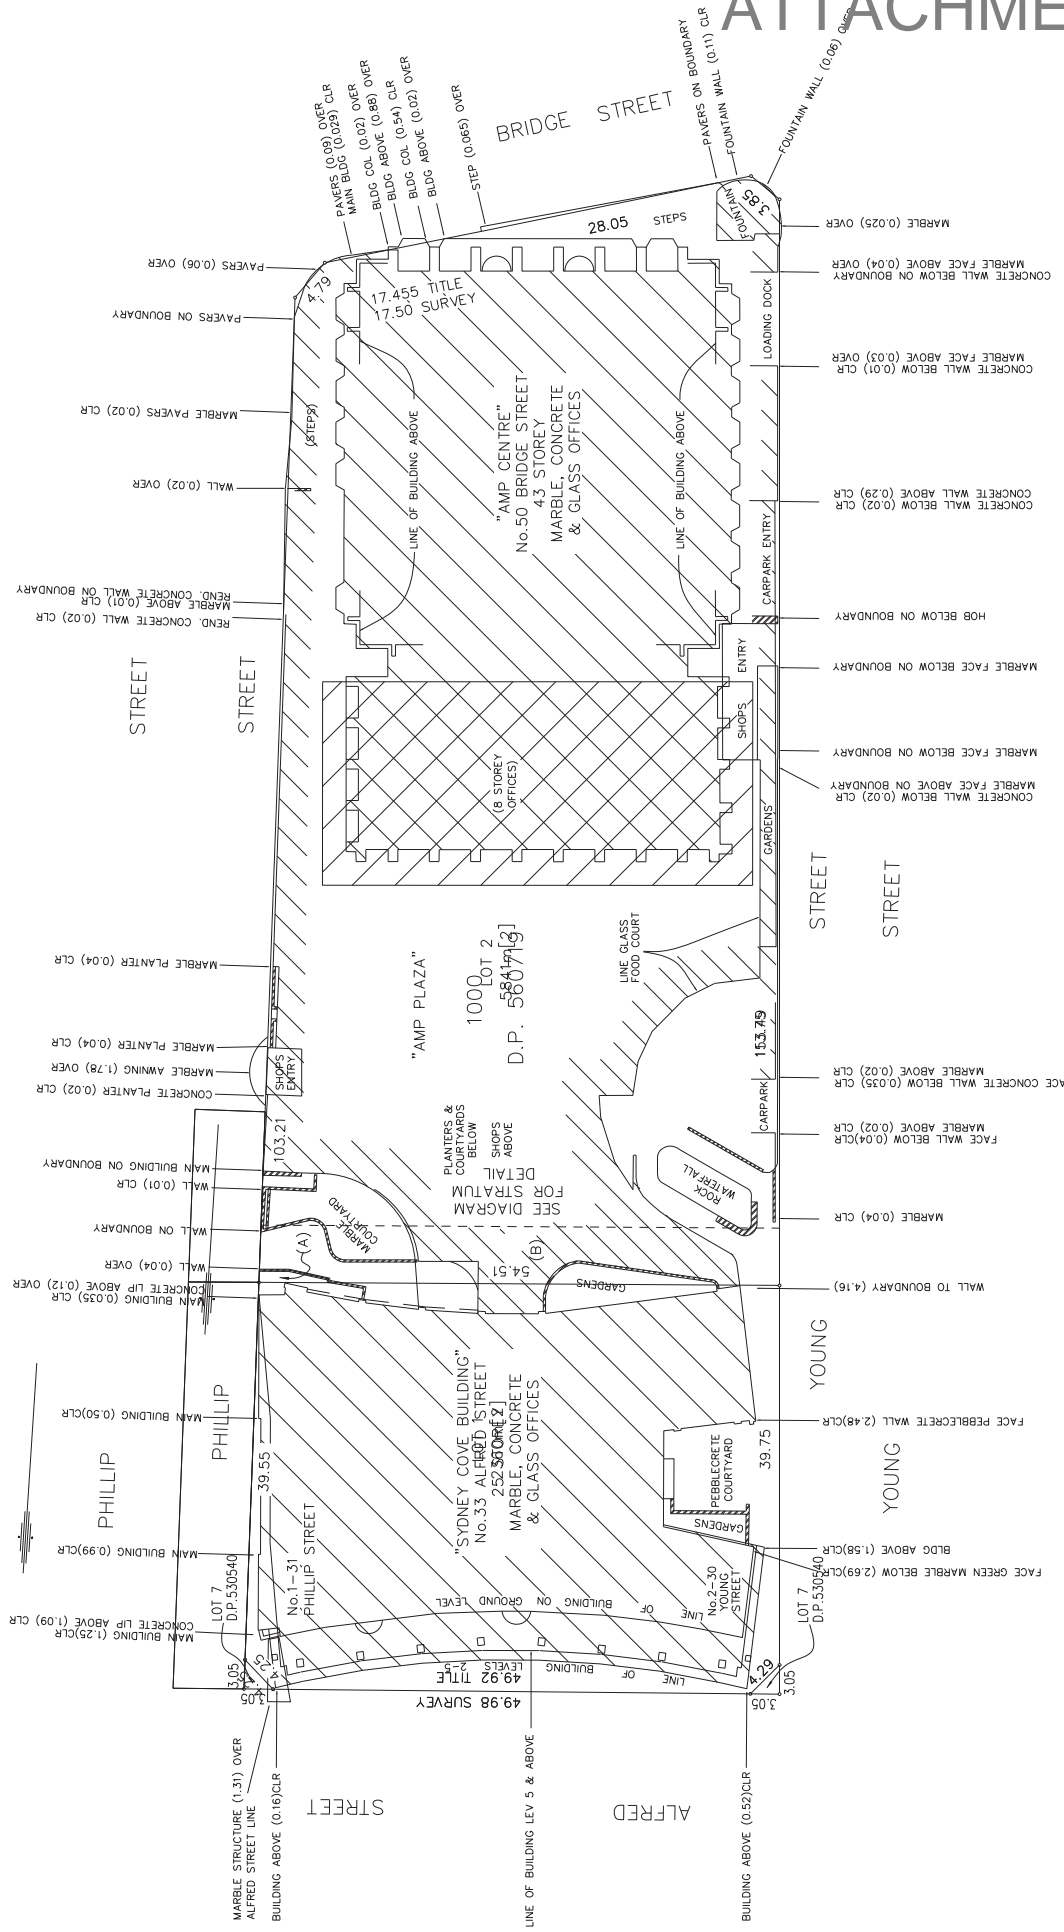 ATTACHME
BRIDGE STREET
PAVERS (0.09) OVER
MAIN BLDG (0.029) CLR
BLDG COL (0.02) OVER
BLDG ABOVE (0.88) OVER
BLDG COL (0.54) CLR
BLDG ABOVE (0.02) OVER
STEP (0.065) OVER
PAVERS ON BOUNDARY
FOUNTAIN WALL (0.11) CLR
FOUNTAIN WALL (0.06) OVER
PAVERS (0.06) OVER
PAVERS ON BOUNDARY
MARBLE PAVERS (0.02) CLR
WALL (0.02) OVER
REND. CONCRETE WALL ON BOUNDARY
MARBLE ABOVE (0.01) CLR
REND. CONCRETE WALL (0.02) CLR
STREET
STREET
4.79
17.455 TITLE
17.50 SURVEY
28.05
STEPS
FOUNTAIN
3.85
(STEPS)
LINE OF BUILDING ABOVE
"AMP CENTRE"
No.50 BRIDGE STREET
43 STOREY
MARBLE, CONCRETE
& GLASS OFFICES
LINE OF BUILDING ABOVE
LOADING DOCK
CARPARK ENTRY
SHOPS ENTRY
(8 STOREY
OFFICES)
GARDENS
MARBLE (0.025) OVER
MARBLE FACE ABOVE (0.04) OVER
CONCRETE WALL BELOW ON BOUNDARY
MARBLE FACE ABOVE (0.03) OVER
CONCRETE WALL BELOW (0.01) CLR
CONCRETE WALL ABOVE (0.29) CLR
CONCRETE WALL BELOW (0.02) CLR
HOB BELOW ON BOUNDARY
MARBLE FACE BELOW ON BOUNDARY
MARBLE FACE BELOW ON BOUNDARY
MARBLE FACE ABOVE ON BOUNDARY
CONCRETE WALL BELOW (0.02) CLR
STREET
STREET
MARBLE PLANTER (0.04) CLR
MARBLE PLANTER (0.04) CLR
MARBLE AWNING (1.78) OVER
CONCRETE PLANTER (0.02) CLR
MAIN BUILDING ON BOUNDARY
WALL (0.01) CLR
WALL ON BOUNDARY
WALL (0.04) OVER
CONCRETE LIP ABOVE (0.12) OVER
MAIN BUILDING (0.035) CLR
"AMP PLAZA"
1000
LOT 2
D.P. 560719
LINE GLASS
FOOD COURT
SHOPS
ENTRY
103.21
PLANTERS &
COURTYARDS
BELOW
SHOPS
ABOVE
SEE DIAGRAM
FOR STRATUM
DETAIL
MARBLE
COURTYARD
(A)
(B)
54.51
GARDENS
ROCK
WATERFALL
CARPARK
MARBLE ABOVE (0.02) CLR
FACE CONCRETE WALL BELOW (0.035) CLR
MARBLE ABOVE (0.02) CLR
FACE WALL BELOW (0.04)CLR
MARBLE (0.04) CLR
WALL TO BOUNDARY (4.16)
YOUNG
YOUNG
PHILLIP
PHILLIP
MAIN BUILDING (0.50)CLR
MAIN BUILDING (0.99)CLR
CONCRETE LIP ABOVE (1.09) CLR
MAIN BUILDING (1.25)CLR
39.55
"SYDNEY COVE BUILDING"
No.33 ALFRED STREET
MARBLE, CONCRETE
& GLASS OFFICES
No.1-31
PHILLIP STREET
PEBBLECRETE
COURTYARD
GARDENS
39.75
No.2-30
YOUNG
STREET
FACE PEBBLECRETE WALL (2.48)CLR
BLDG ABOVE (1.58)CLR
FACE GREEN MARBLE BELOW (2.69)CLR
LOT 7
D.P.530540
LOT 7
D.P.530540
LINE OF BUILDING ON GROUND LEVEL
LINE OF BUILDING LEVELS 2-5
49.92 TITLE
49.98 SURVEY
3.05
3.05
4.25
4.29
3.05
3.05
MARBLE STRUCTURE (1.31) OVER
ALFRED STREET LINE
BUILDING ABOVE (0.16)CLR
LINE OF BUILDING LEV 5 & ABOVE
BUILDING ABOVE (0.52)CLR
ALFRED STREET